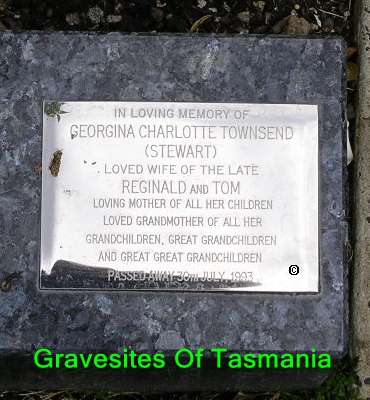 IN LOVING MEMORY OF
GEORGINA CHARLOTTE TOWNSEND
(STEWART)
LOVED WIFE OF THE LATE
REGINALD AND TOM
LOVING MOTHER OF ALL HER CHILDREN
LOVED GRANDMOTHER OF ALL HER
GRANDCHILDREN, GREAT GRANDCHILDREN
AND GREAT GREAT GRANDCHILDREN
PASSED AWAY 30TH JULY, 1993
©
Gravesites Of Tasmania